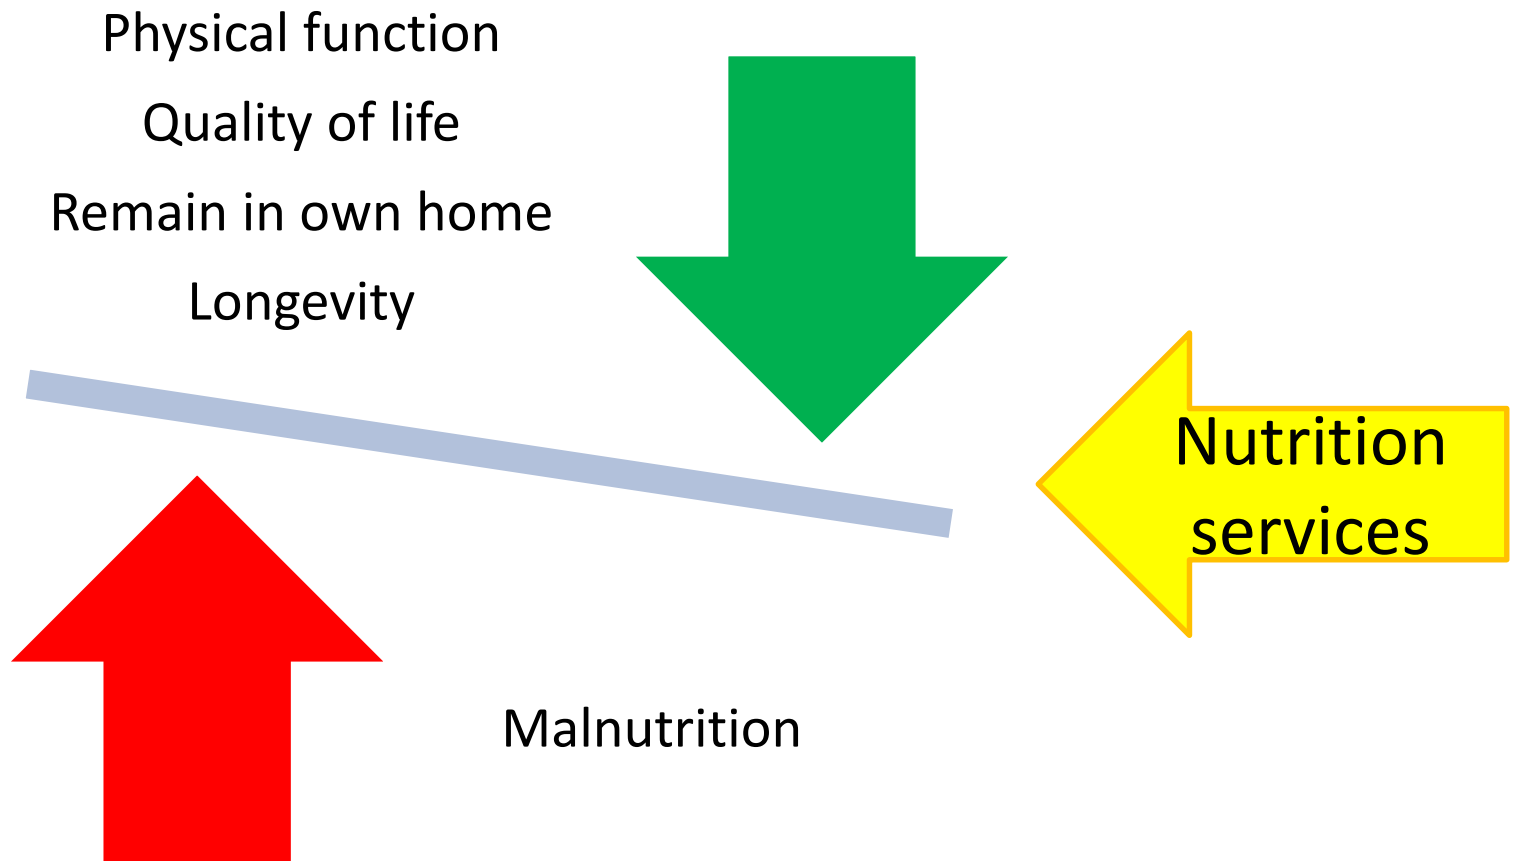 Physical function
Quality of life
Remain in own home
Longevity
Nutrition
services
Malnutrition